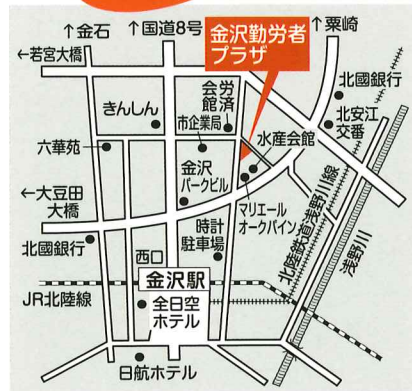 ↑金石
↑国道8号
↑粟崎
←若宮大橋
金沢勤労者
プラザ
北國銀行
きんしん
会労
館済
市企業局
水産会館
北安江
交番
六華苑
金沢
パークビル
マリエール
オークパイン
←大豆田
大橋
時計
駐車場
北國銀行
西口
北陸鉄道浅野川線
浅野川
金沢駅
JR北陸線
全日空
ホテル
日航ホテル